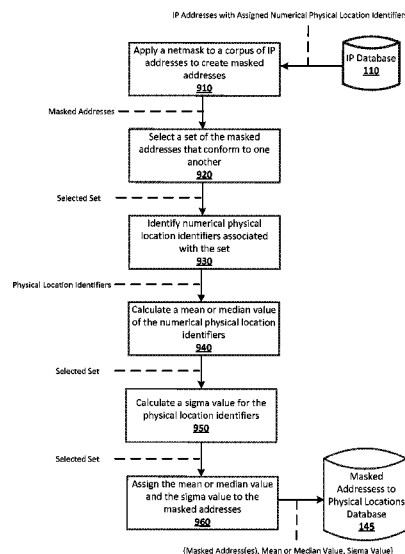 IP Addresses with Assigned Numerical Physical Location Identifiers
Apply a netmask to a corpus of IP
addresses to create masked
addresses
910
IP Database
110
Masked Addresses
Select a set of the masked
addresses that conform to one
another
920
Selected Set
Identify numerical physical
location identifiers associated
with the set
930
Physical Location Identifiers
Calculate a mean or median value
of the numerical physical location
identifiers
940
Selected Set
Calculate a sigma value for the
physical location identifiers
950
Selected Set
Assign the mean or median value
and the sigma value to the
masked addresses
960
Masked
Addresses to
Physical Locations
Database
145
{Masked Address(es), Mean or Median Value, Sigma Value}